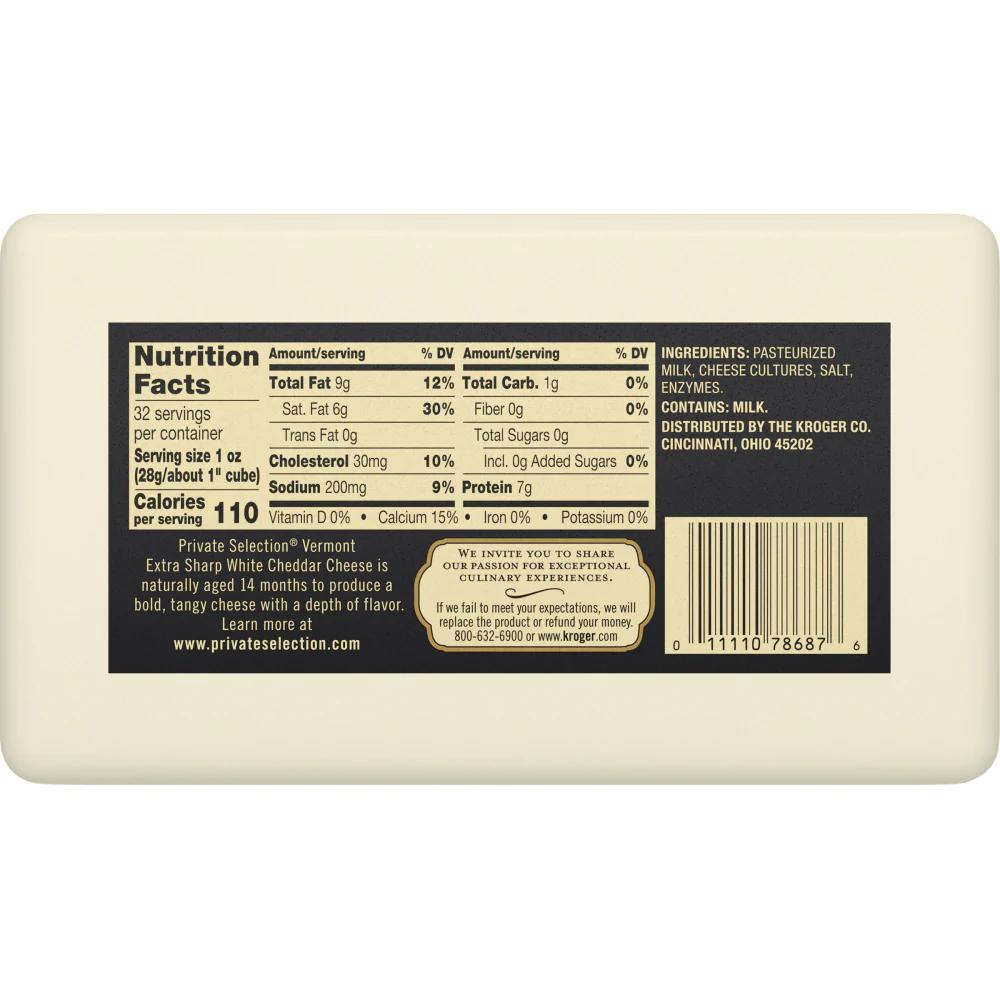 Nutrition
Facts
32 servings
per container
Serving size 1 oz
(28g/about 1" cube)
Calories
per serving 110
Amount/serving % DV
Total Fat 9g 12%
Sat. Fat 6g 30%
Trans Fat 0g
Cholesterol 30mg 10%
Sodium 200mg 9%
Amount/serving % DV
Total Carb. 1g 0%
Fiber 0g 0%
Total Sugars 0g
Incl. 0g Added Sugars 0%
Protein 7g
Vitamin D 0% • Calcium 15% • Iron 0% • Potassium 0%
INGREDIENTS: PASTEURIZED
MILK, CHEESE CULTURES, SALT,
ENZYMES.
CONTAINS: MILK.
DISTRIBUTED BY THE KROGER CO.
CINCINNATI, OHIO 45202
Private Selection® Vermont
Extra Sharp White Cheddar Cheese is
naturally aged 14 months to produce a
bold, tangy cheese with a depth of flavor.
Learn more at
www.privateselection.com
WE INVITE YOU TO SHARE
OUR PASSION FOR EXCEPTIONAL
CULINARY EXPERIENCES.
If we fail to meet your expectations, we will
replace the product or refund your money.
800-632-6900 or www.kroger.com
0 11110 78687 6